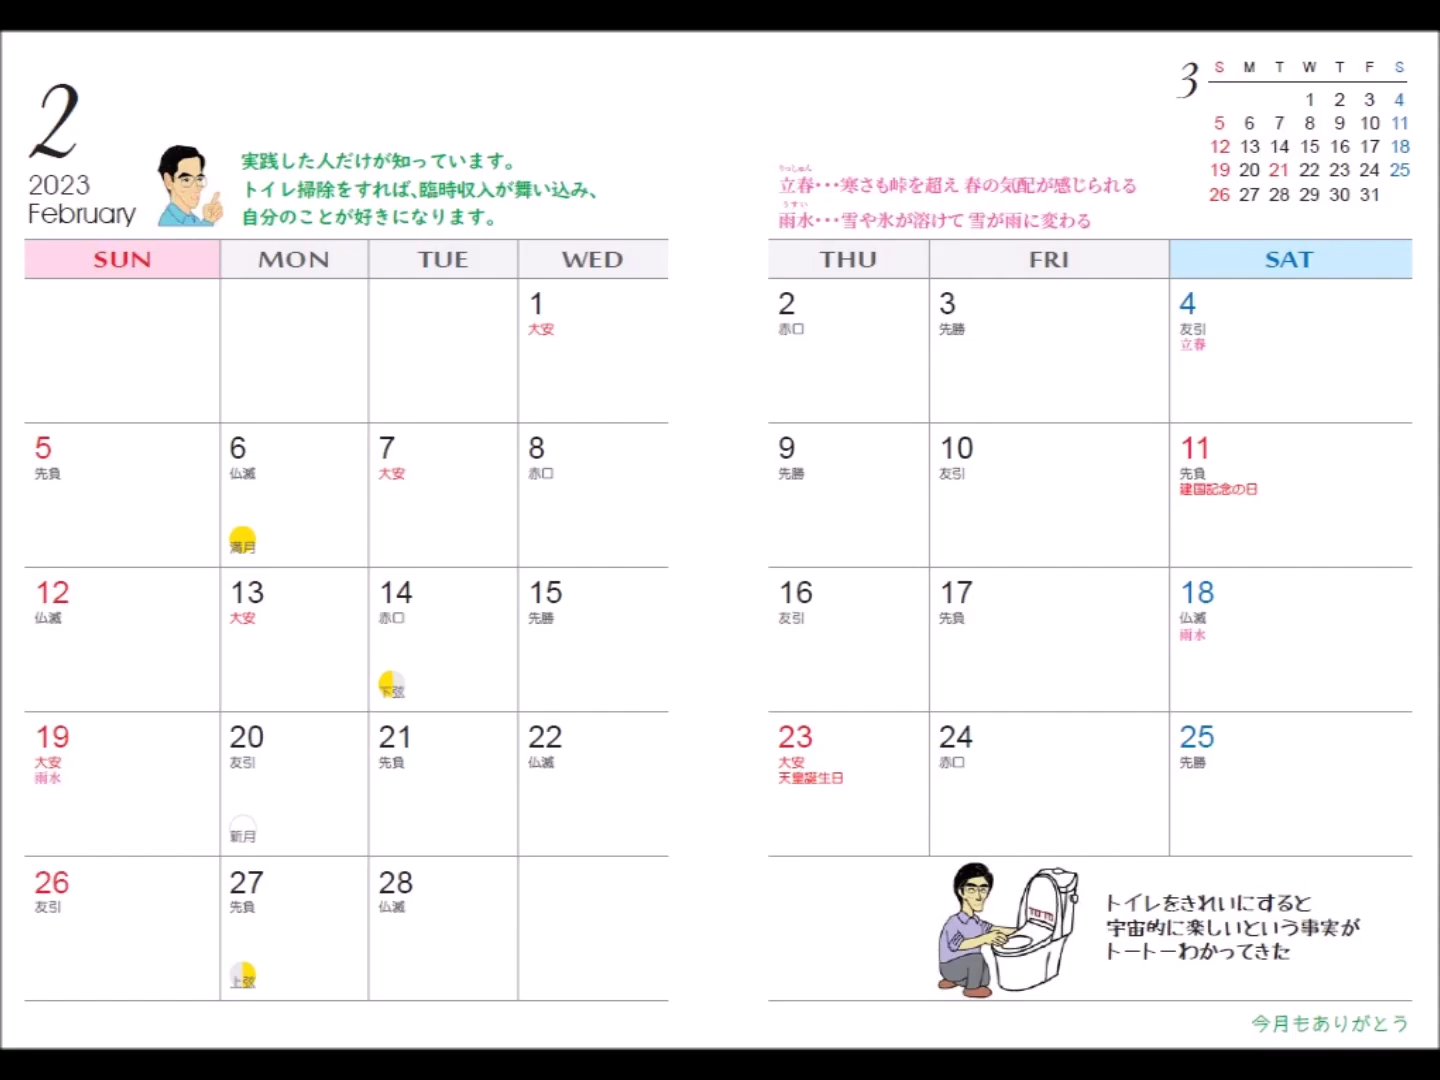 2
2023
February
実践した人だけが知っています。
トイレ掃除をすれば、臨時収入が舞い込み、
自分のことが好きになります。
りっしゅん
立春･･･寒さも峠を超え 春の気配が感じられる
うすい
雨水･･･雪や氷が溶けて 雪が雨に変わる
3
S M T W T F S
1 2 3 4
5 6 7 8 9 10 11
12 13 14 15 16 17 18
19 20 21 22 23 24 25
26 27 28 29 30 31
SUN MON TUE WED THU FRI SAT
1 2 3 4
大安 赤口 先勝 友引
立春
5 6 7 8 9 10 11
先負 仏滅 大安 赤口 先勝 友引 先負
建国記念の日
満月
12 13 14 15 16 17 18
仏滅 大安 赤口 先勝 友引 先負 仏滅
雨水
下弦
19 20 21 22 23 24 25
大安 友引 先負 仏滅 大安 赤口 先勝
雨水 天皇誕生日
新月
26 27 28
友引 先負 仏滅
上弦
TOTO
トイレをきれいにすると
宇宙的に楽しいという事実が
トートーわかってきた
今月もありがとう